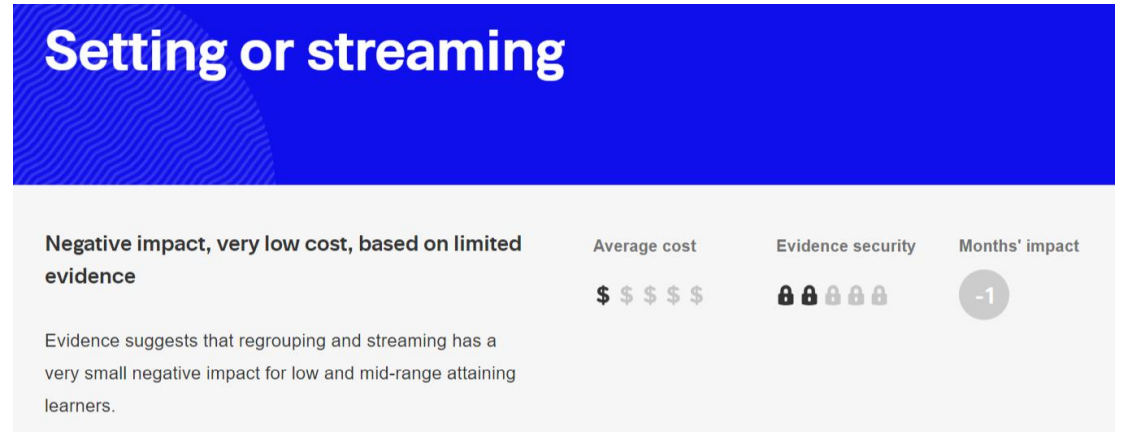 Setting or streaming
Negative impact, very low cost, based on limited
evidence
Average cost
Evidence security
Months' impact
$ $ $ $ $
-1
Evidence suggests that regrouping and streaming has a
very small negative impact for low and mid-range attaining
learners.